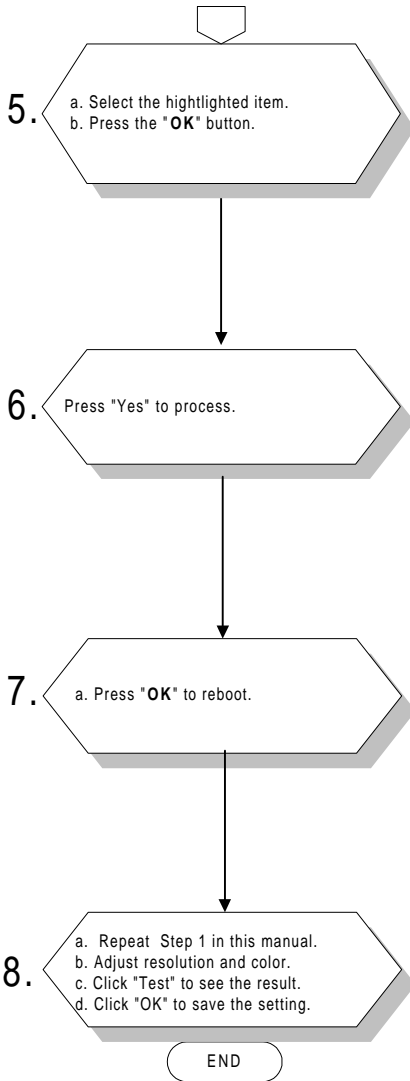 5.
a. Select the hightlighted item.
b. Press the "OK" button.
6.
Press "Yes" to process.
7.
a. Press "OK" to reboot.
8.
a. Repeat Step 1 in this manual.
b. Adjust resolution and color.
c. Click "Test" to see the result.
d. Click "OK" to save the setting.
END